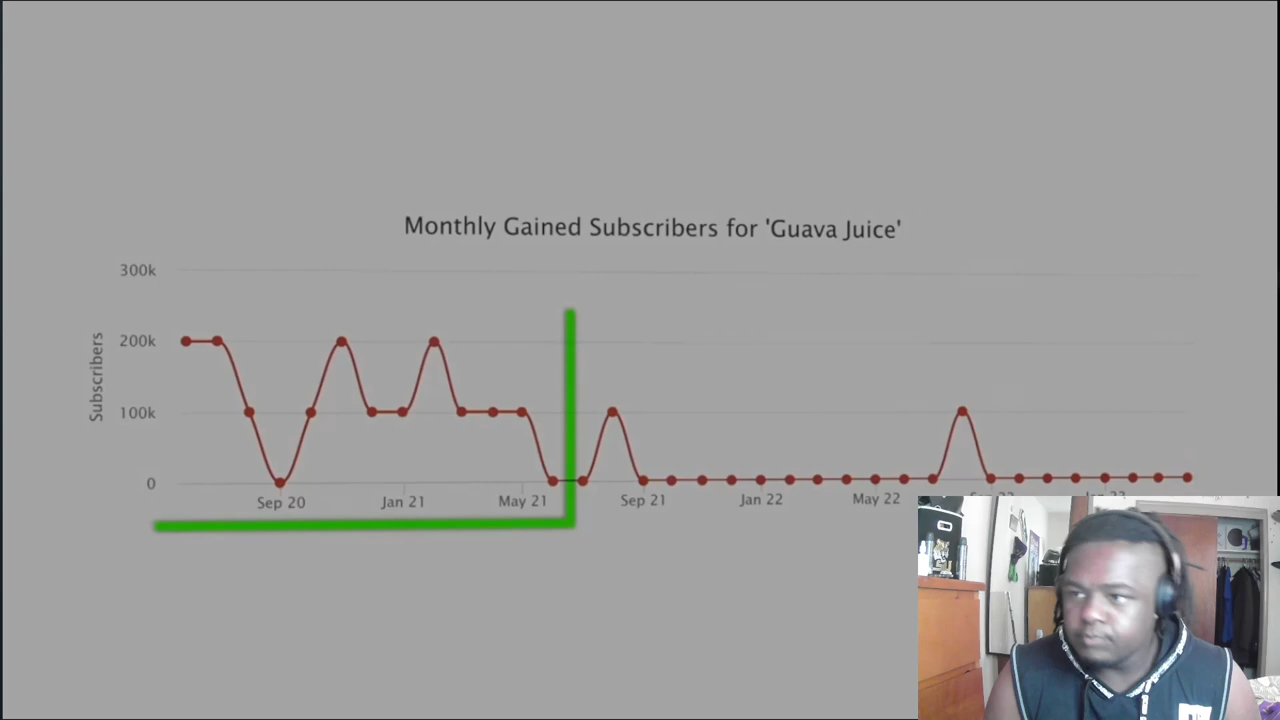 Monthly Gained Subscribers for 'Guava Juice'
300k
200k
100k
0
Subscribers
Sep 20
Jan 21
May 21
Sep 21
Jan 22
May 22